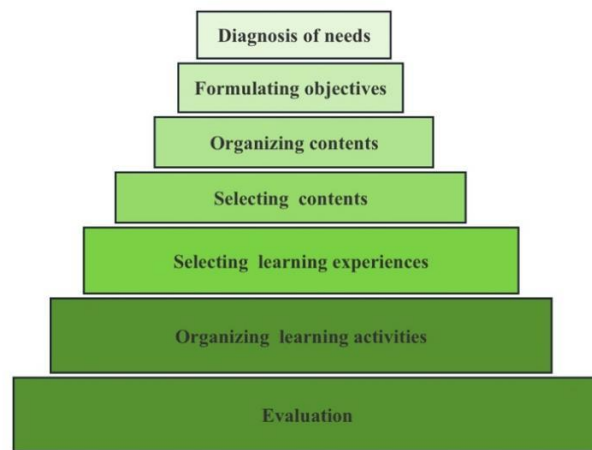 Diagnosis of needs
Formulating objectives
Organizing contents
Selecting contents
Selecting learning experiences
Organizing learning activities
Evaluation